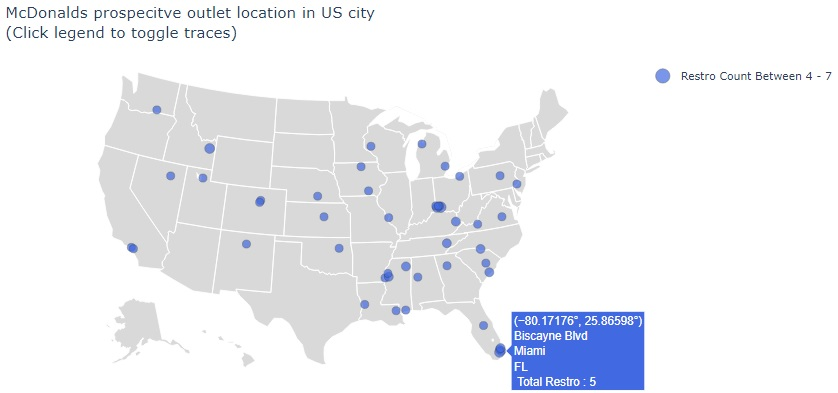 McDonalds prospecitve outlet location in US city
(Click legend to toggle traces)
Restro Count Between 4 - 7
(−80.17176°, 25.86598°)
Biscayne Blvd
Miami
FL
Total Restro : 5